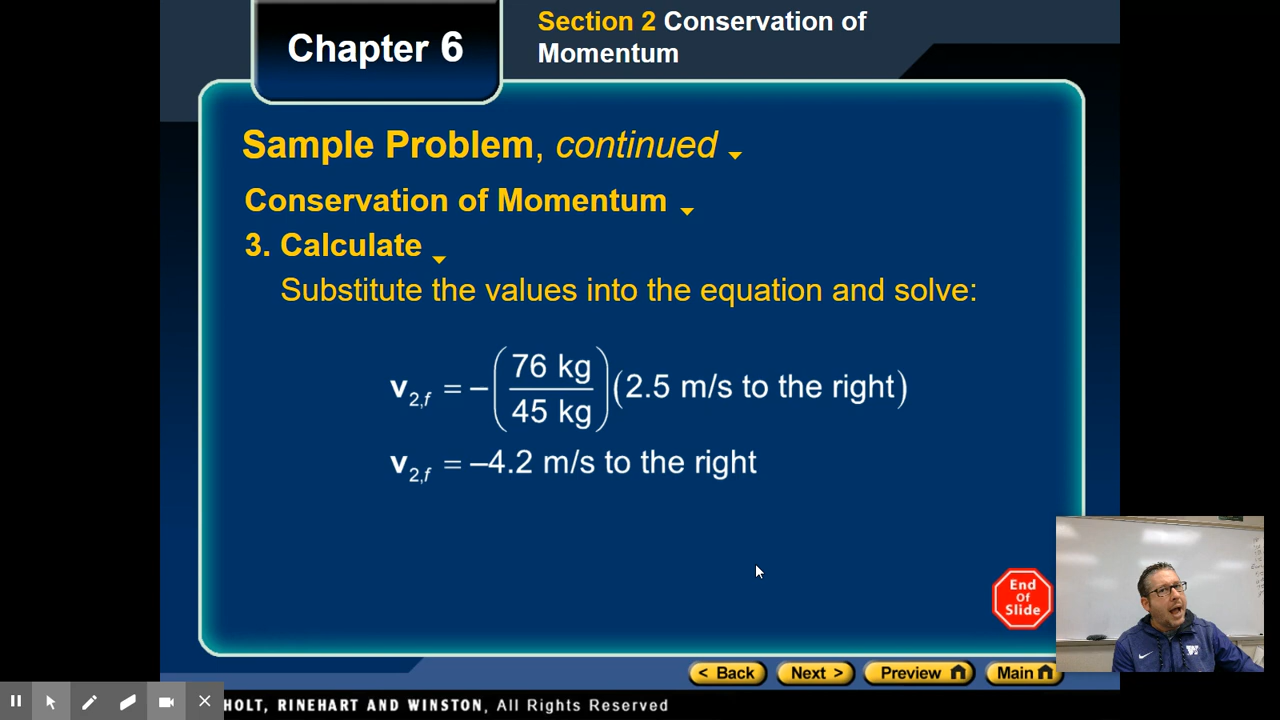 Chapter 6
Section 2 Conservation of
Momentum
Sample Problem, continued
Conservation of Momentum
3. Calculate
Substitute the values into the equation and solve:
v2,f = –(76 kg / 45 kg)(2.5 m/s to the right)
v2,f = –4.2 m/s to the right
End
Of
Slide
< Back
Next >
Preview
Main
HOLT, RINEHART AND WINSTON, All Rights Reserved
W